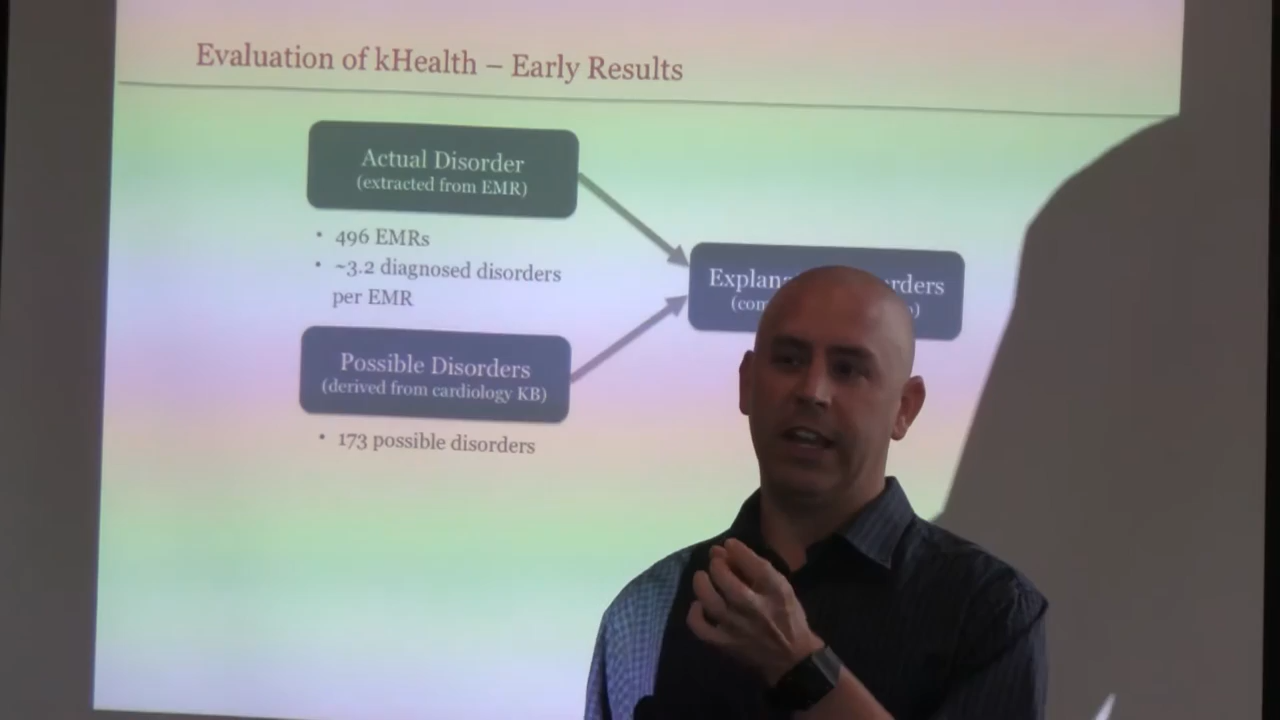 Evaluation of kHealth – Early Results
Actual Disorder
(extracted from EMR)
• 496 EMRs
• ~3.2 diagnosed disorders
per EMR
Possible Disorders
(derived from cardiology KB)
• 173 possible disorders